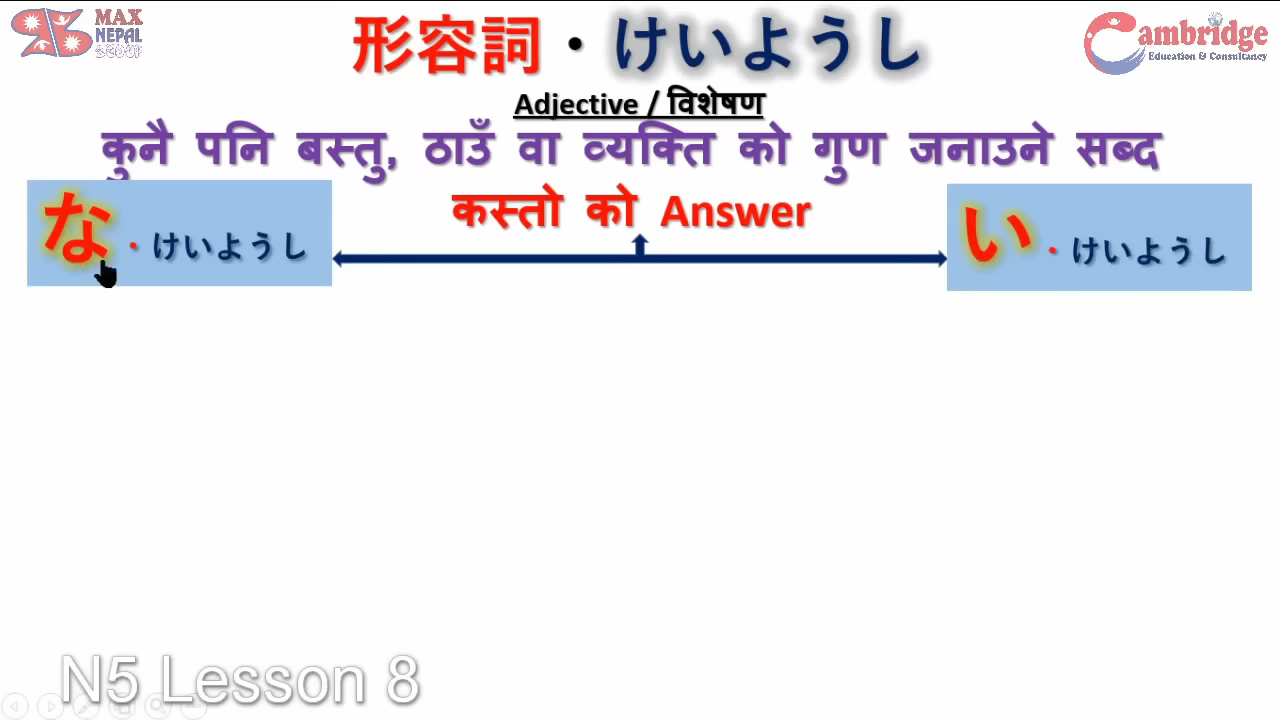 MAX
NEPAL
SCOOP
形容詞・けいようし
Cambridge
Education & Consultancy
Adjective / विशेषण
कुनै पनि बस्तु, ठाउँ वा व्यक्ति को गुण जनाउने सब्द
कस्तो को Answer
な・けいようし
い・けいようし
N5 Lesson 8